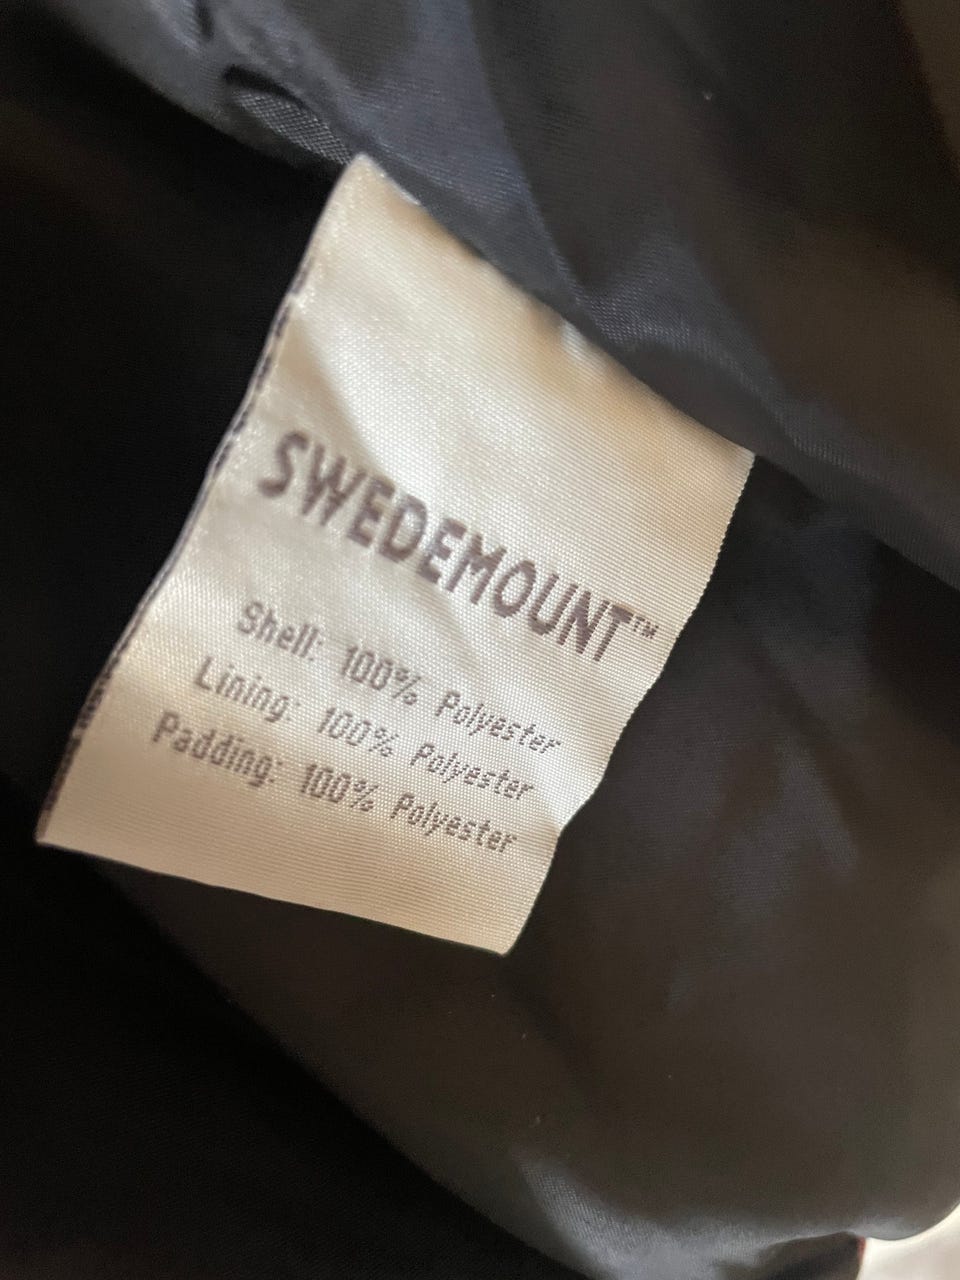 SWEDEMOUNT™
Shell: 100% Polyester
Lining: 100% Polyester
Padding: 100% Polyester